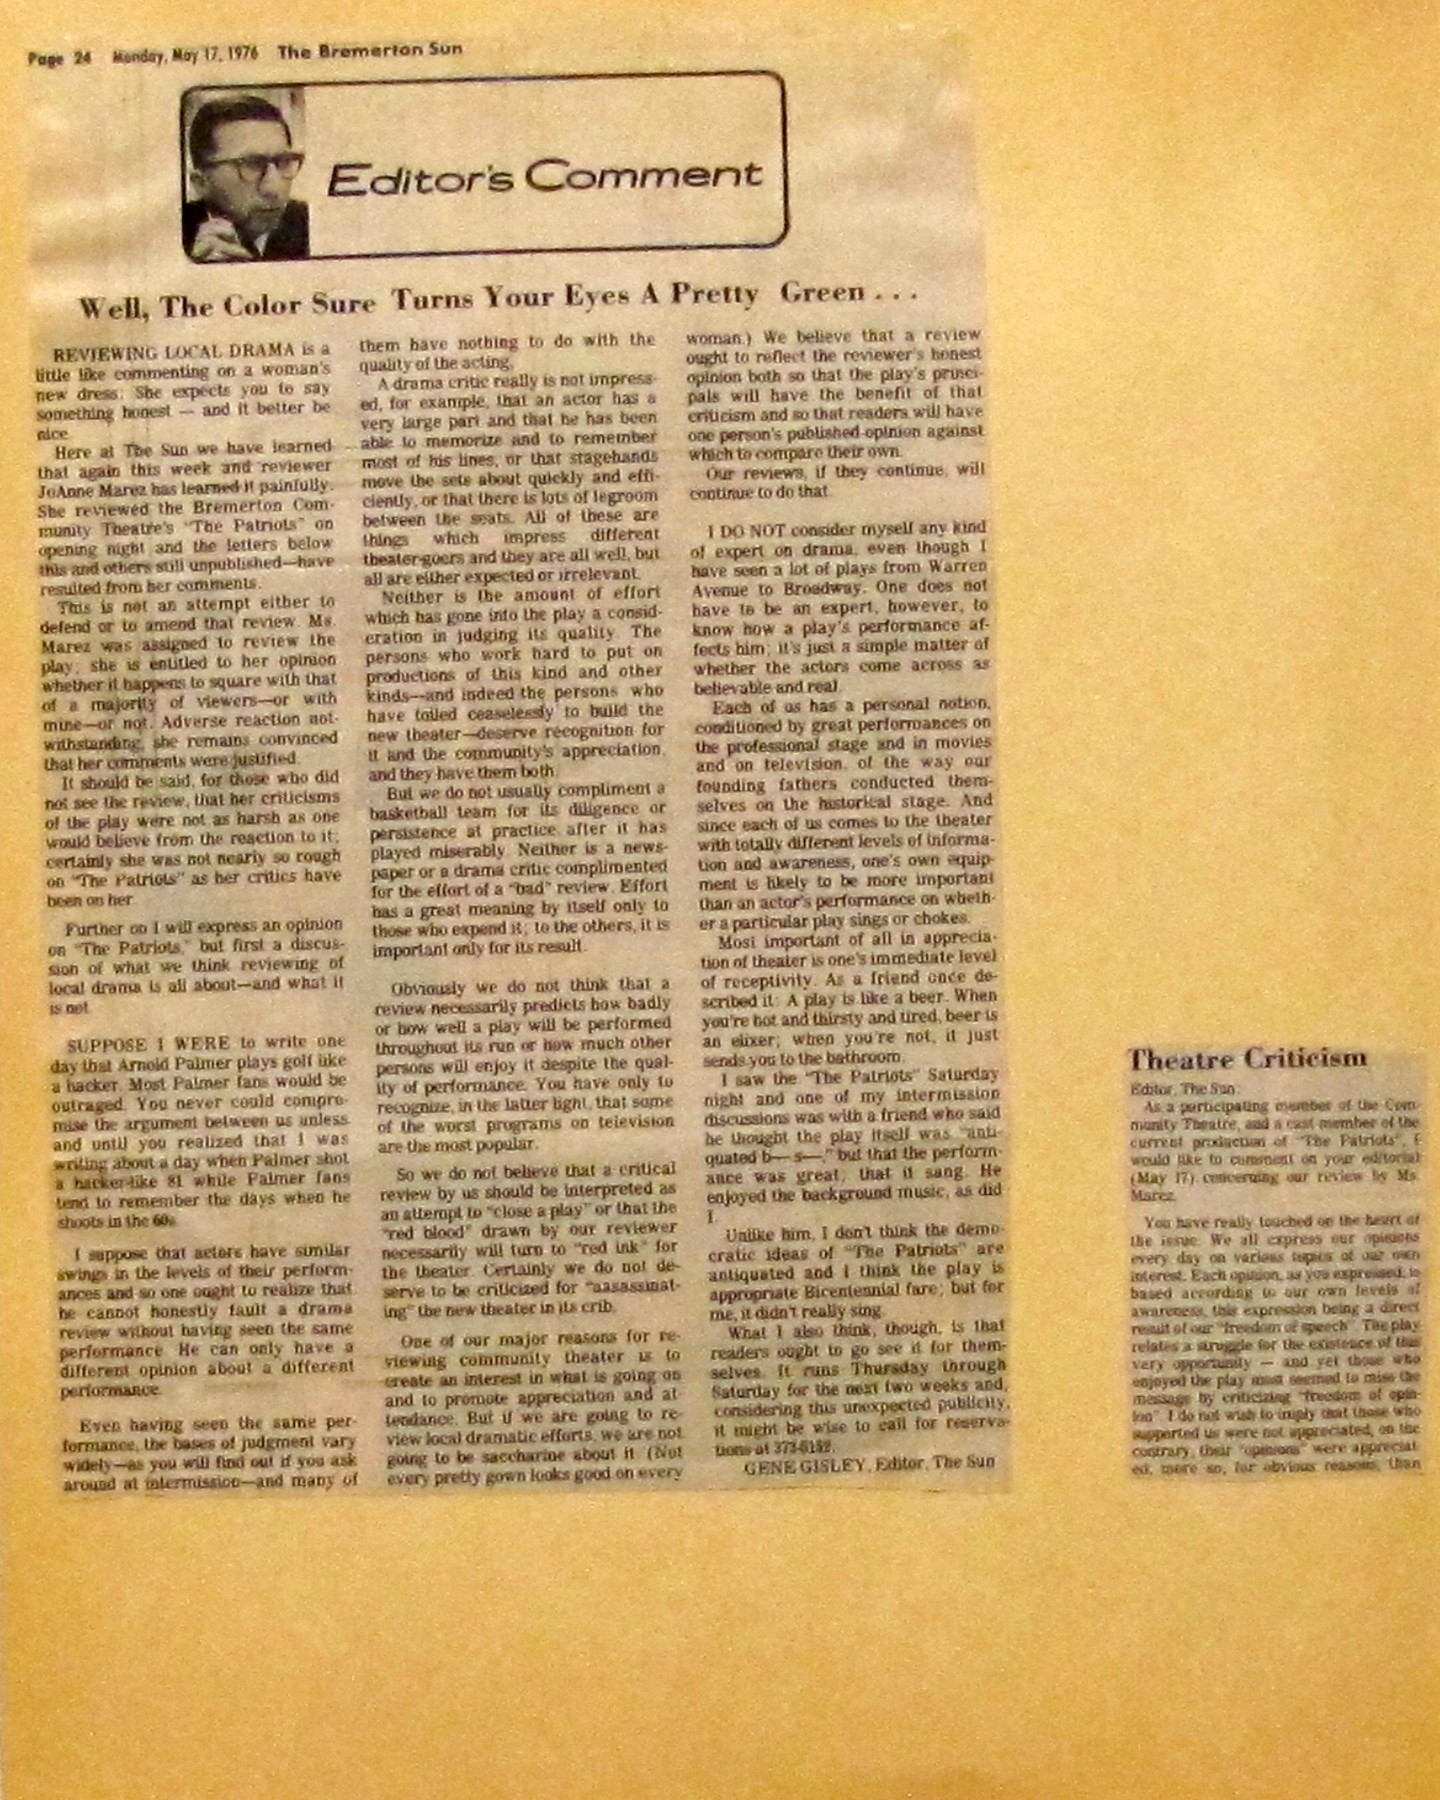 Page 24 Monday, May 17, 1976 The Bremerton Sun
Editor's Comment
Well, The Color Sure Turns Your Eyes A Pretty Green . . .
REVIEWING LOCAL DRAMA is a
little like commenting on a woman's
new dress. She expects you to say
something honest — and it better be
nice.
Here at The Sun we have learned
that again this week and reviewer
JoAnne Marez has learned it painfully.
She reviewed the Bremerton Com-
munity Theatre's "The Patriots" on
opening night and the letters below
this and others still unpublished—have
resulted from her comments.
This is not an attempt either to
defend or to amend that review. Ms.
Marez was assigned to review the
play; she is entitled to her opinion
whether it happens to square with that
of a majority of viewers—or with
mine—or not. Adverse reaction not-
withstanding, she remains convinced
that her comments were justified.
It should be said, for those who did
not see the review, that her criticisms
of the play were not as harsh as one
would believe from the reaction to it;
certainly she was not nearly so rough
on "The Patriots" as her critics have
been on her.
Further on I will express an opinion
on "The Patriots," but first a discus-
sion of what we think reviewing of
local drama is all about—and what it
is not.
SUPPOSE I WERE to write one
day that Arnold Palmer plays golf like
a hacker. Most Palmer fans would be
outraged. You never could compro-
mise the argument between us unless
and until you realized that I was
writing about a day when Palmer shot
a hacker-like 81 while Palmer fans
tend to remember the days when he
shoots in the 60s.
I suppose that actors have similar
swings in the levels of their perform-
ances and so one ought to realize that
he cannot honestly fault a drama
review without having seen the same
performance. He can only have a
different opinion about a different
performance.
Even having seen the same per-
formance, the bases of judgment vary
widely—as you will find out if you ask
around at intermission—and many of
them have nothing to do with the
quality of the acting.
A drama critic really is not impress-
ed, for example, that an actor has a
very large part and that he has been
able to memorize and to remember
most of his lines, or that stagehands
move the sets about quickly and effi-
ciently, or that there is lots of legroom
between the seats. All of these are
things which impress different
theater-goers and they are all well, but
all are either expected or irrelevant.
Neither is the amount of effort
which has gone into the play a consid-
eration in judging its quality. The
persons who work hard to put on
productions of this kind and other
kinds—and indeed the persons who
have toiled ceaselessly to build the
new theater—deserve recognition for
it and the community's appreciation,
and they have them both.
But we do not usually compliment a
basketball team for its diligence or
persistence at practice after it has
played miserably. Neither is a news-
paper or a drama critic complimented
for the effort of a "bad" review. Effort
has a great meaning by itself only to
those who expend it; to the others, it is
important only for its result.
Obviously we do not think that a
review necessarily predicts how badly
or how well a play will be performed
throughout its run or how much other
persons will enjoy it despite the qual-
ity of performance. You have only to
recognize, in the latter light, that some
of the worst programs on television
are the most popular.
So we do not believe that a critical
review by us should be interpreted as
an attempt to "close a play" or that the
"red blood" drawn by our reviewer
necessarily will turn to "red ink" for
the theater. Certainly we do not de-
serve to be criticized for "aasassinat-
ing" the new theater in its crib.
One of our major reasons for re-
viewing community theater is to
create an interest in what is going on
and to promote appreciation and at-
tendance. But if we are going to re-
view local dramatic efforts, we are not
going to be saccharine about it. (Not
every pretty gown looks good on every
woman.) We believe that a review
ought to reflect the reviewer's honest
opinion both so that the play's princi-
pals will have the benefit of that
criticism and so that readers will have
one person's published opinion against
which to compare their own.
Our reviews, if they continue, will
continue to do that.
I DO NOT consider myself any kind
of expert on drama, even though I
have seen a lot of plays from Warren
Avenue to Broadway. One does not
have to be an expert, however, to
know how a play's performance af-
fects him; it's just a simple matter of
whether the actors come across as
believable and real.
Each of us has a personal notion,
conditioned by great performances on
the professional stage and in movies
and on television, of the way our
founding fathers conducted them-
selves on the historical stage. And
since each of us comes to the theater
with totally different levels of informa-
tion and awareness, one's own equip-
ment is likely to be more important
than an actor's performance on wheth-
er a particular play sings or chokes.
Most important of all in apprecia-
tion of theater is one's immediate level
of receptivity. As a friend once de-
scribed it: A play is like a beer. When
you're hot and thirsty and tired, beer is
an elixer; when you're not, it just
sends you to the bathroom.
I saw the "The Patriots" Saturday
night and one of my intermission
discussions was with a friend who said
he thought the play itself was "anti-
quated b— s—," but that the perform-
ance was great; that it sang. He
enjoyed the background music, as did
I.
Unlike him, I don't think the demo-
cratic ideas of "The Patriots" are
antiquated and I think the play is
appropriate Bicentennial fare; but for
me, it didn't really sing.
What I also think, though, is that
readers ought to go see it for them-
selves. It runs Thursday through
Saturday for the next two weeks and,
considering this unexpected publicity,
it might be wise to call for reserva-
tions at 373-5152.
GENE GISLEY, Editor, The Sun
Theatre Criticism
Editor, The Sun:
As a participating member of the Com-
munity Theatre, and a cast member of the
current production of "The Patriots", I
would like to comment on your editorial
(May 17) concerning our review by Ms.
Marez.
You have really touched on the heart of
the issue. We all express our opinions
every day on various topics of our own
interest. Each opinion, as you expressed, is
based according to our own levels of
awareness, this expression being a direct
result of our "freedom of speech". The play
relates a struggle for the existence of this
very opportunity — and yet those who
enjoyed the play most seemed to miss the
message by criticizing "freedom of opin-
ion". I do not wish to imply that those who
supported us were not appreciated, on the
contrary, their "opinions" were appreciat-
ed, more so, for obvious reasons, than